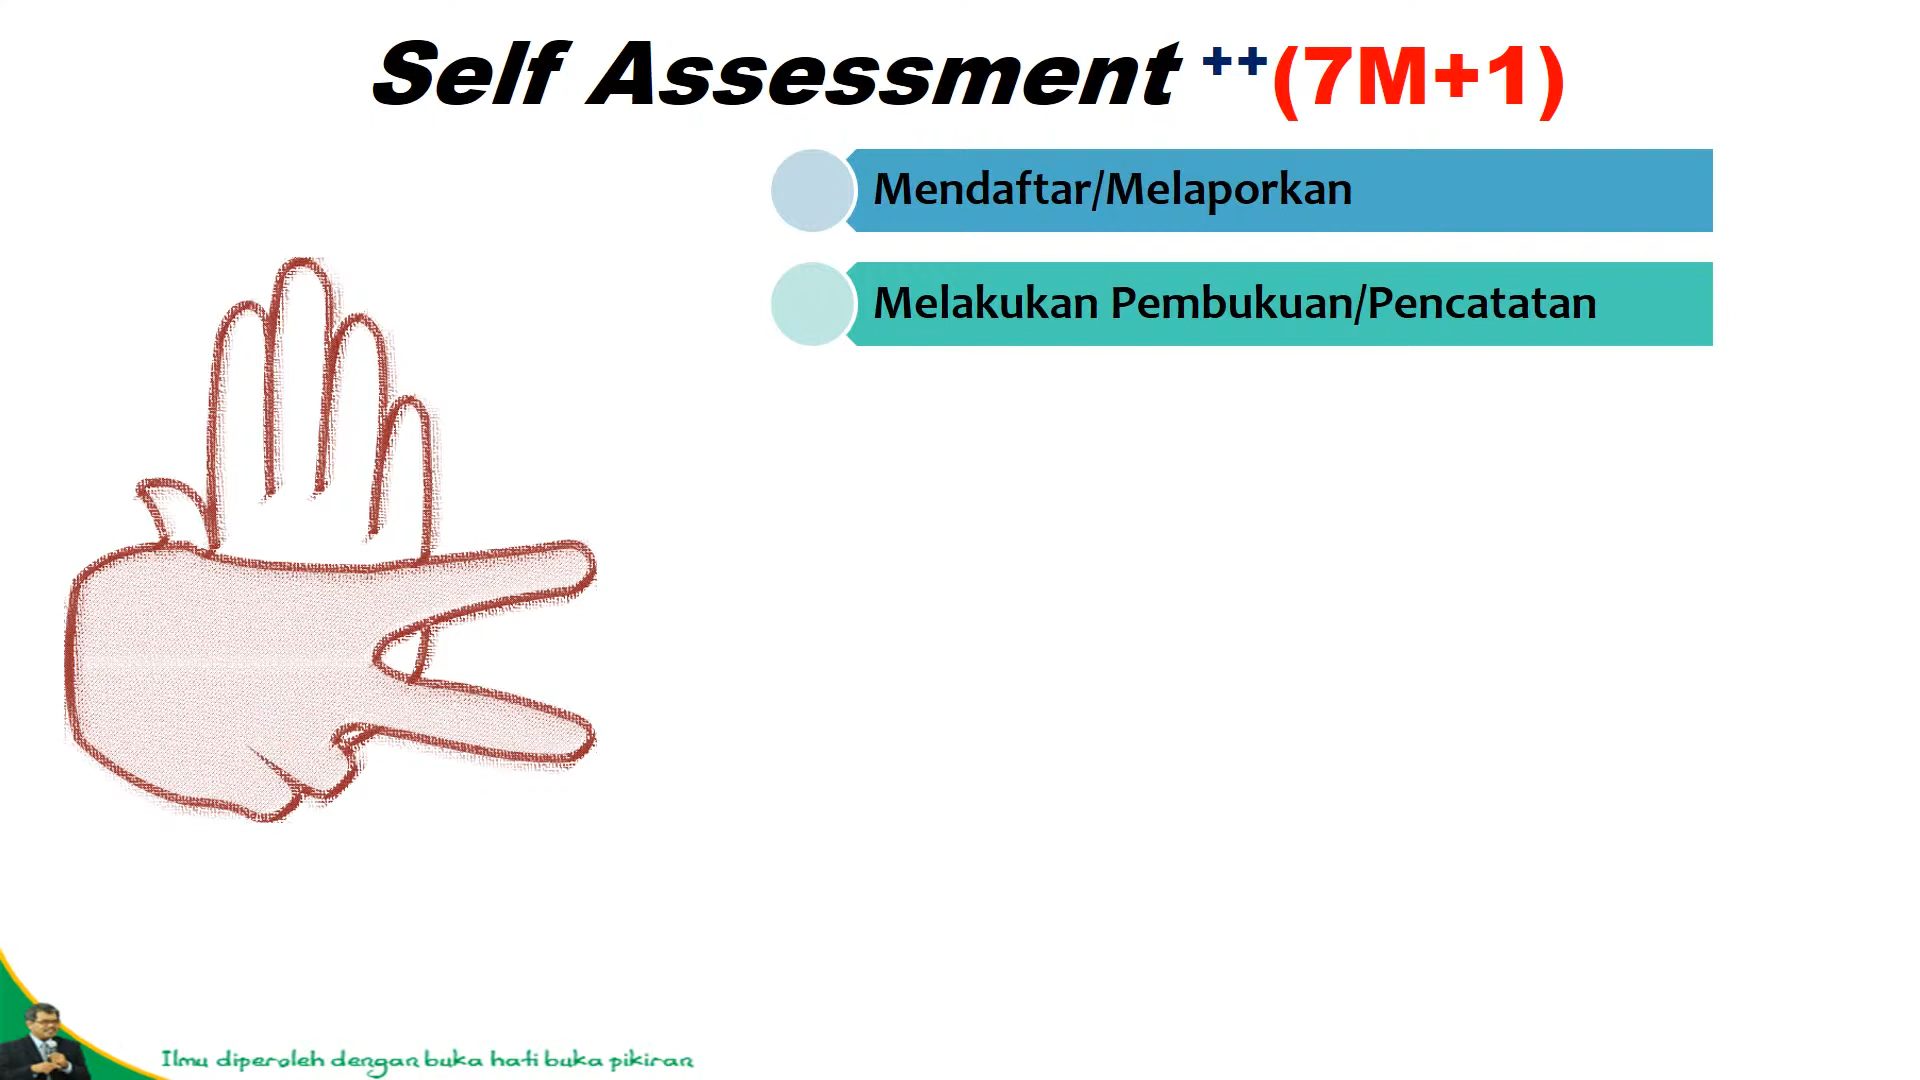 Self Assessment ++(7M+1)
Mendaftar/Melaporkan
Melakukan Pembukuan/Pencatatan
Ilmu diperoleh dengan buka hati buka pikiran